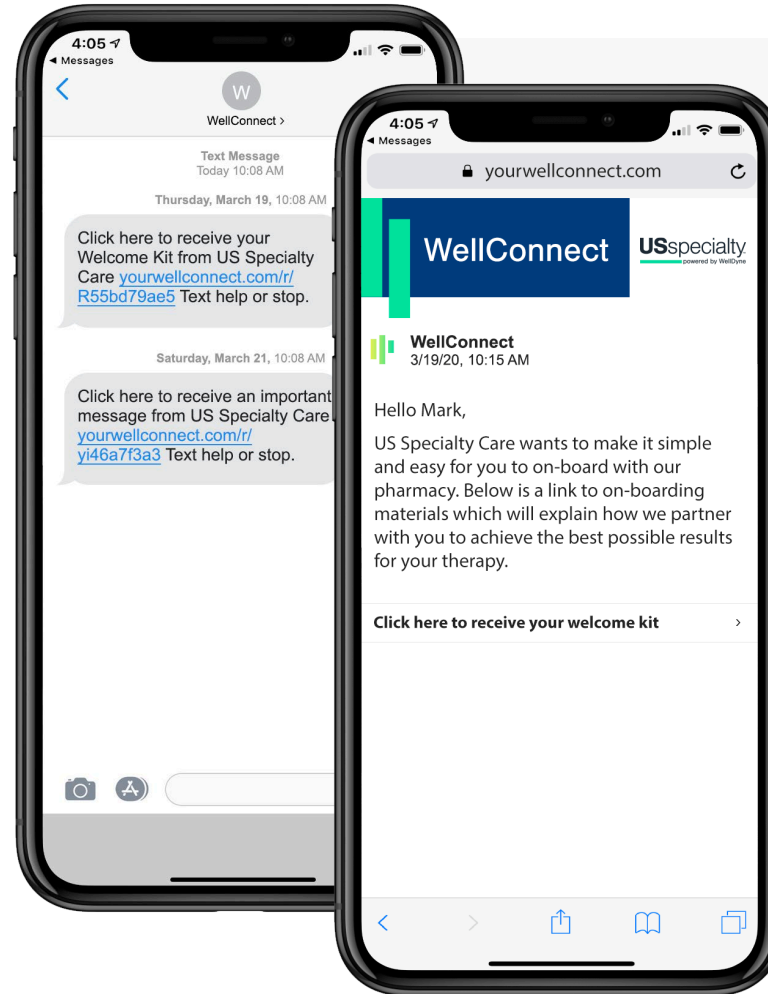 4:05
Messages
W
WellConnect >
Text Message
Today 10:08 AM
Thursday, March 19, 10:08 AM
Click here to receive your
Welcome Kit from US Specialty
Care yourwellconnect.com/r/
R55bd79ae5 Text help or stop.
Saturday, March 21, 10:08 AM
Click here to receive an important
message from US Specialty Care
yourwellconnect.com/r/
yi46a7f3a3 Text help or stop.
4:05
Messages
yourwellconnect.com
WellConnect
USspecialty.
powered by WellDyne
WellConnect
3/19/20, 10:15 AM
Hello Mark,
US Specialty Care wants to make it simple
and easy for you to on-board with our
pharmacy. Below is a link to on-boarding
materials which will explain how we partner
with you to achieve the best possible results
for your therapy.
Click here to receive your welcome kit >